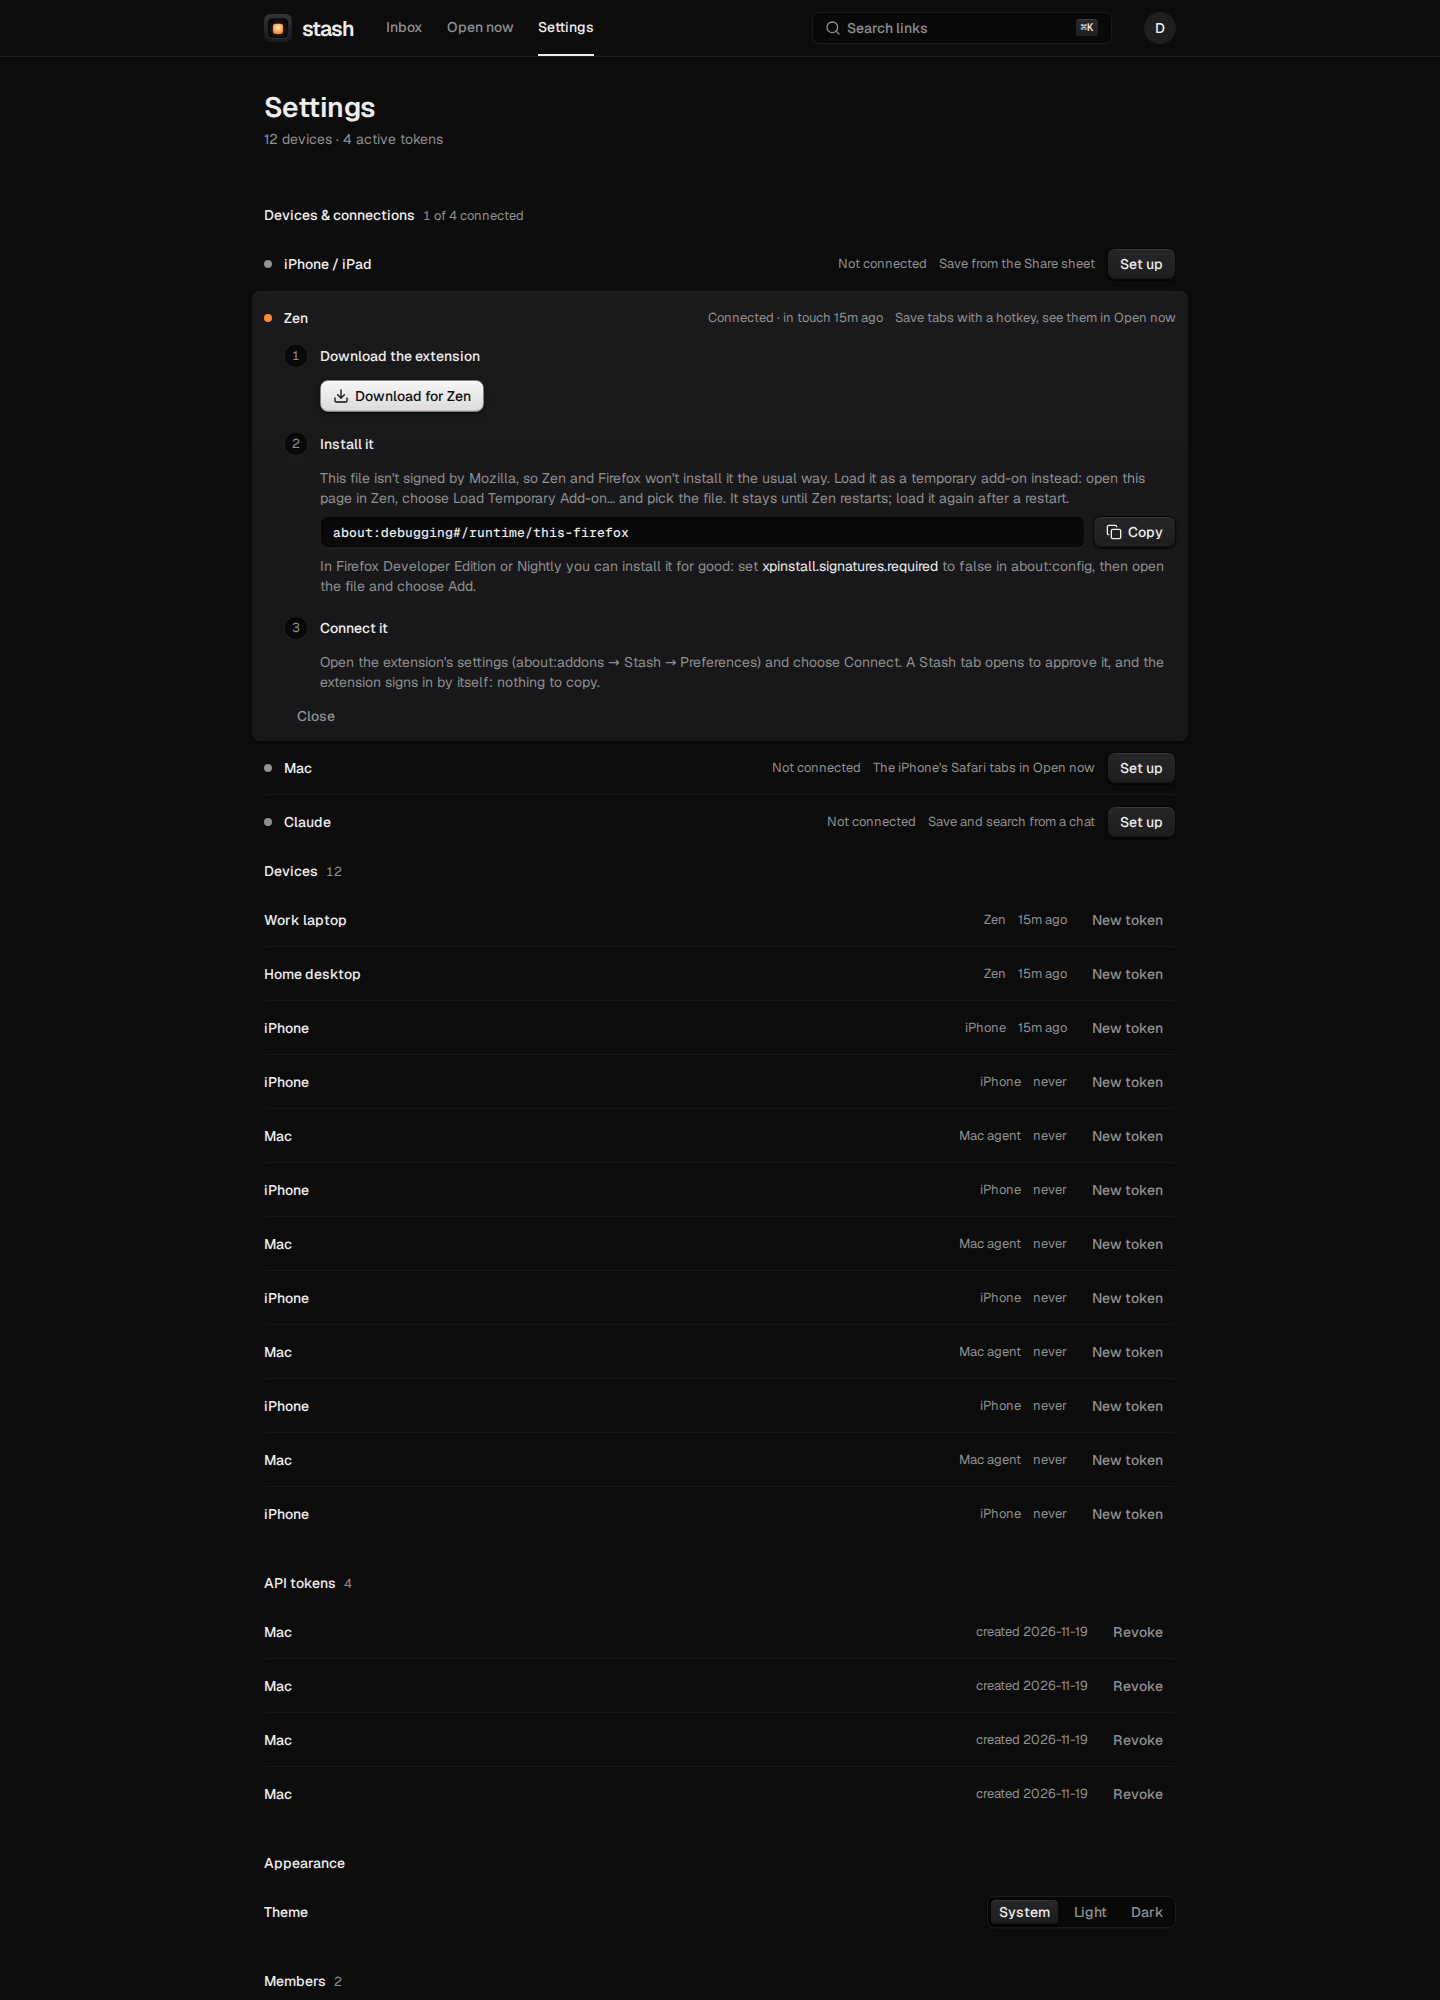 stash Inbox Open now Settings Search links ⌘K D
Settings
12 devices · 4 active tokens
Devices & connections 1 of 4 connected
iPhone / iPad Not connected Save from the Share sheet Set up
Zen Connected · in touch 15m ago Save tabs with a hotkey, see them in Open now
1 Download the extension
Download for Zen
2 Install it
This file isn't signed by Mozilla, so Zen and Firefox won't install it the usual way. Load it as a temporary add-on instead: open this
page in Zen, choose Load Temporary Add-on… and pick the file. It stays until Zen restarts; load it again after a restart.
about:debugging#/runtime/this-firefox Copy
In Firefox Developer Edition or Nightly you can install it for good: set xpinstall.signatures.required to false in about:config, then open
the file and choose Add.
3 Connect it
Open the extension's settings (about:addons → Stash → Preferences) and choose Connect. A Stash tab opens to approve it, and the
extension signs in by itself: nothing to copy.
Close
Mac Not connected The iPhone's Safari tabs in Open now Set up
Claude Not connected Save and search from a chat Set up
Devices 12
Work laptop Zen 15m ago New token
Home desktop Zen 15m ago New token
iPhone iPhone 15m ago New token
iPhone iPhone never New token
Mac Mac agent never New token
iPhone iPhone never New token
Mac Mac agent never New token
iPhone iPhone never New token
Mac Mac agent never New token
iPhone iPhone never New token
Mac Mac agent never New token
iPhone iPhone never New token
API tokens 4
Mac created 2026-11-19 Revoke
Mac created 2026-11-19 Revoke
Mac created 2026-11-19 Revoke
Mac created 2026-11-19 Revoke
Appearance
Theme System Light Dark
Members 2